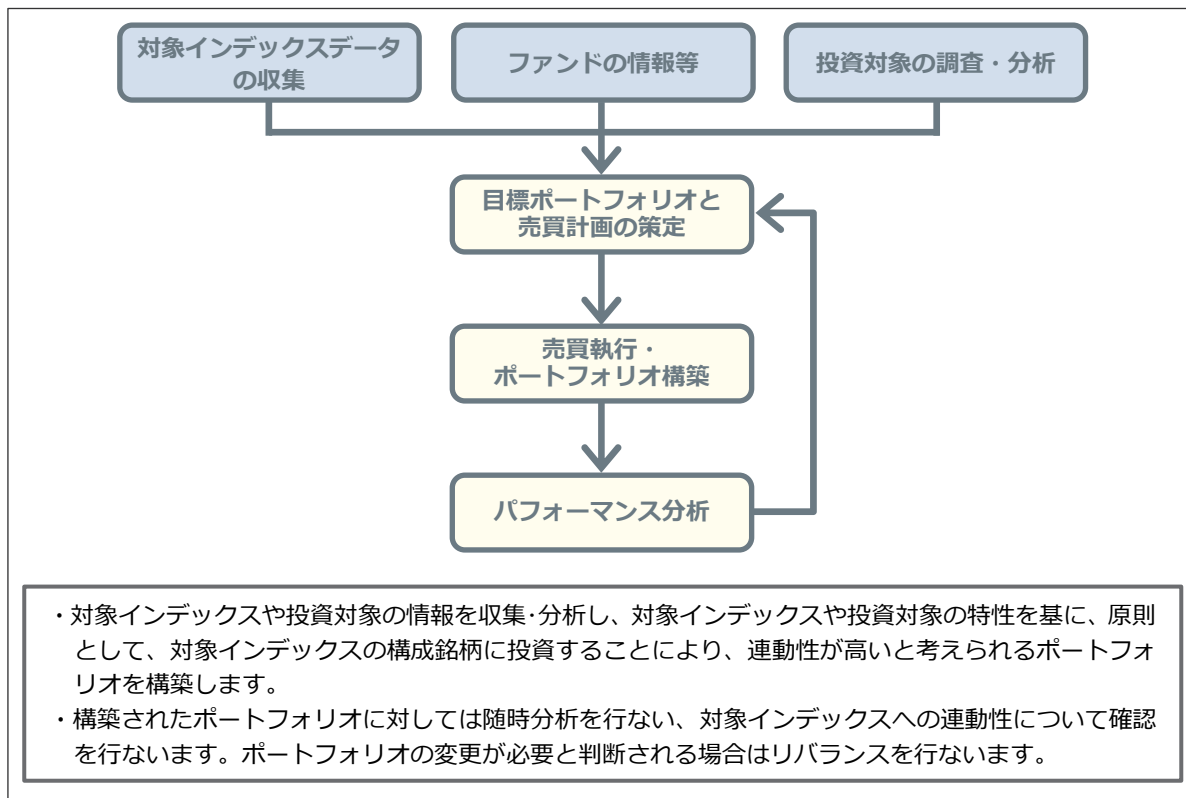 対象インデックスデータ
の収集
ファンドの情報等
投資対象の調査・分析
目標ポートフォリオと
売買計画の策定
売買執行・
ポートフォリオ構築
パフォーマンス分析
・対象インデックスや投資対象の情報を収集･分析し、対象インデックスや投資対象の特性を基に、原則
として、対象インデックスの構成銘柄に投資することにより、連動性が高いと考えられるポートフォ
リオを構築します。
・構築されたポートフォリオに対しては随時分析を行ない、対象インデックスへの連動性について確認
を行ないます。ポートフォリオの変更が必要と判断される場合はリバランスを行ないます。